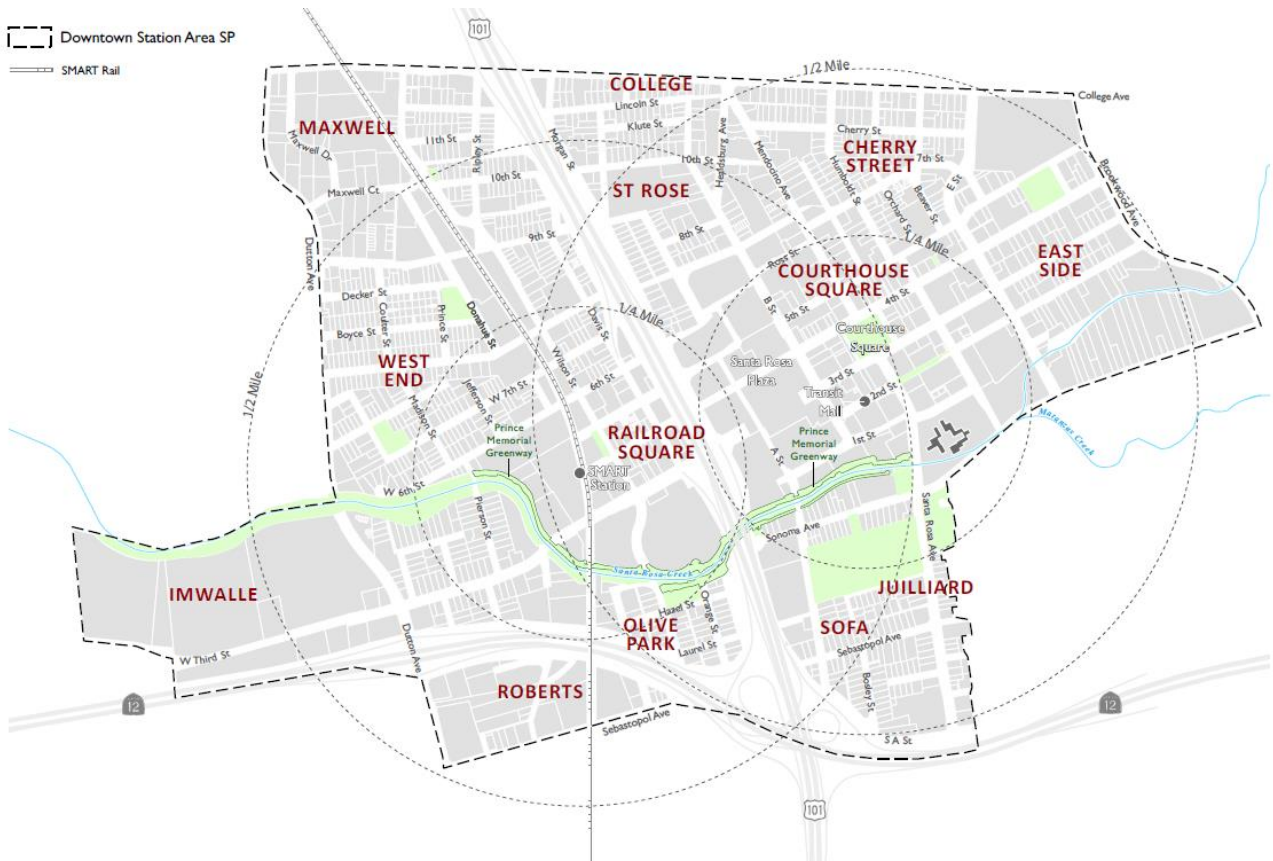 Downtown Station Area SP
SMART Rail
101
1/2 Mile
COLLEGE
College Ave
Lincoln St
Klute St
MAXWELL
Maxwell Dr
Maxwell Ct
11th St
Ripley St
10th St
Morgan St
10th St
Healdsburg Ave
Mendocino Ave
Cherry St
CHERRY
STREET
7th St
Humboldt St
Orchard St
Beaver St
E St
Brookwood Ave
ST ROSE
9th St
8th St
Dutton Ave
Ross St
COURTHOUSE
SQUARE
1/4 Mile
EAST
SIDE
B St
5th St
4th St
Courthouse
Square
Decker St
Coulter St
Boyce St
Prince St
Donahue St
Davis St
1/4 Mile
WEST
END
Wilson St
6th St
W 7th St
Jefferson St
Madison St
1/2 Mile
Santa Rosa
Plaza
3rd St
Transit
Mall
2nd St
1st St
A St
Matanzas Creek
Prince
Memorial
Greenway
RAILROAD
SQUARE
Prince
Memorial
Greenway
SMART
Station
W 6th St
Pierson St
Santa Rosa Creek
Sonoma Ave
Santa Rosa Ave
IMWALLE
JUILLIARD
Hazel St
Orange St
OLIVE
PARK
Laurel St
SOFA
Sebastopol Ave
Bosley St
W Third St
Dutton Ave
ROBERTS
Sebastopol Ave
S A St
12
12
101